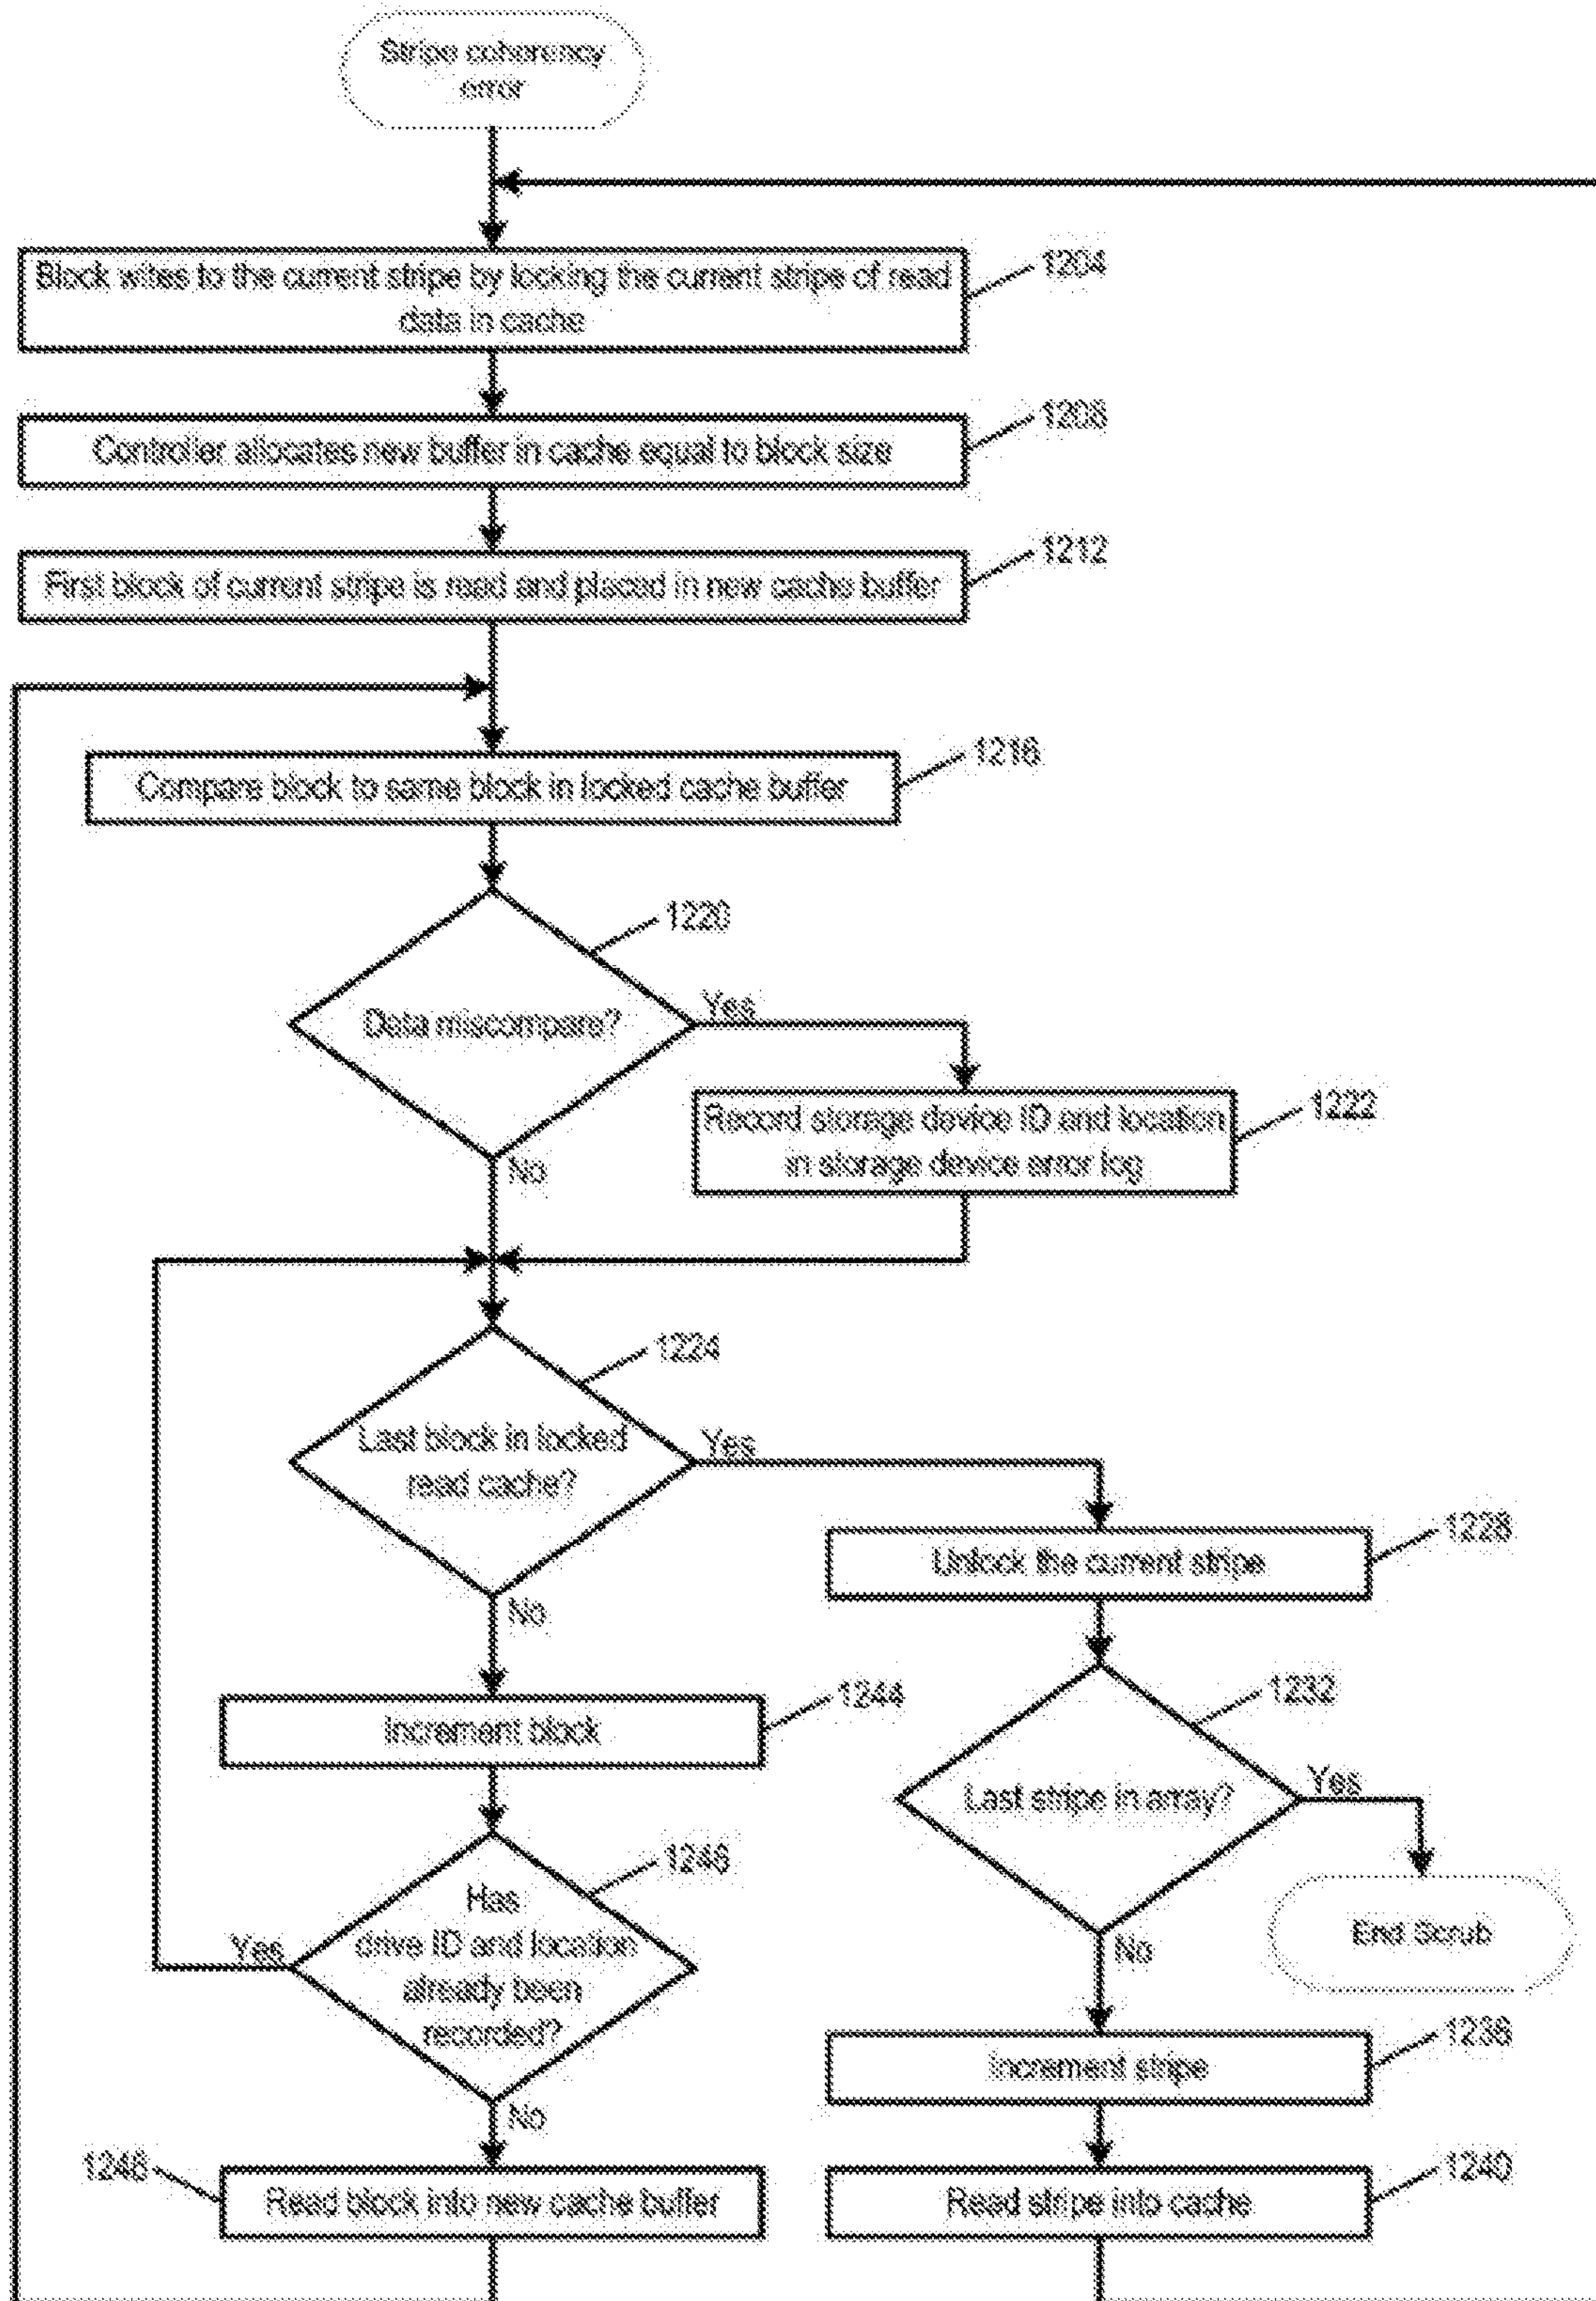 Stripe coherency
error
Block wites to the current stripe by locking the current stripe of read
data in cache
1204
Controller allocates new buffer in cache equal to block size
1208
First block of current stripe is read and placed in new cache buffer
1212
Compare block to same block in locked cache buffer
1216
1220
Data miscompare?
Yes
No
Record storage device ID and location
in storage device error log
1222
1224
Last block in locked
read cache?
Yes
No
Unlock the current stripe
1228
Increment block
1244
1232
Last stripe in array?
Yes
No
End Scrub
1246
Has
drive ID and location
already been
recorded?
Yes
No
Increment stripe
1236
1248
Read block into new cache buffer
Read stripe into cache
1240